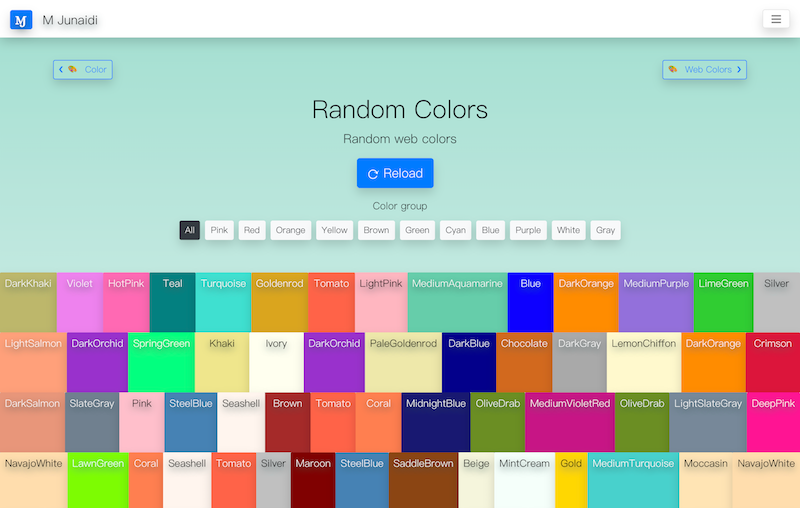 MJ M Junaidi
Color
Web Colors
Random Colors
Random web colors
Reload
Color group
All Pink Red Orange Yellow Brown Green Cyan Blue Purple White Gray
DarkKhaki Violet HotPink Teal Turquoise Goldenrod Tomato LightPink MediumAquamarine Blue DarkOrange MediumPurple LimeGreen Silver
LightSalmon DarkOrchid SpringGreen Khaki Ivory DarkOrchid PaleGoldenrod DarkBlue Chocolate DarkGray LemonChiffon DarkOrange Crimson
DarkSalmon SlateGray Pink SteelBlue Seashell Brown Tomato Coral MidnightBlue OliveDrab MediumVioletRed OliveDrab LightSlateGray DeepPink
NavajoWhite LawnGreen Coral Seashell Tomato Silver Maroon SteelBlue SaddleBrown Beige MintCream Gold MediumTurquoise Moccasin NavajoWhite